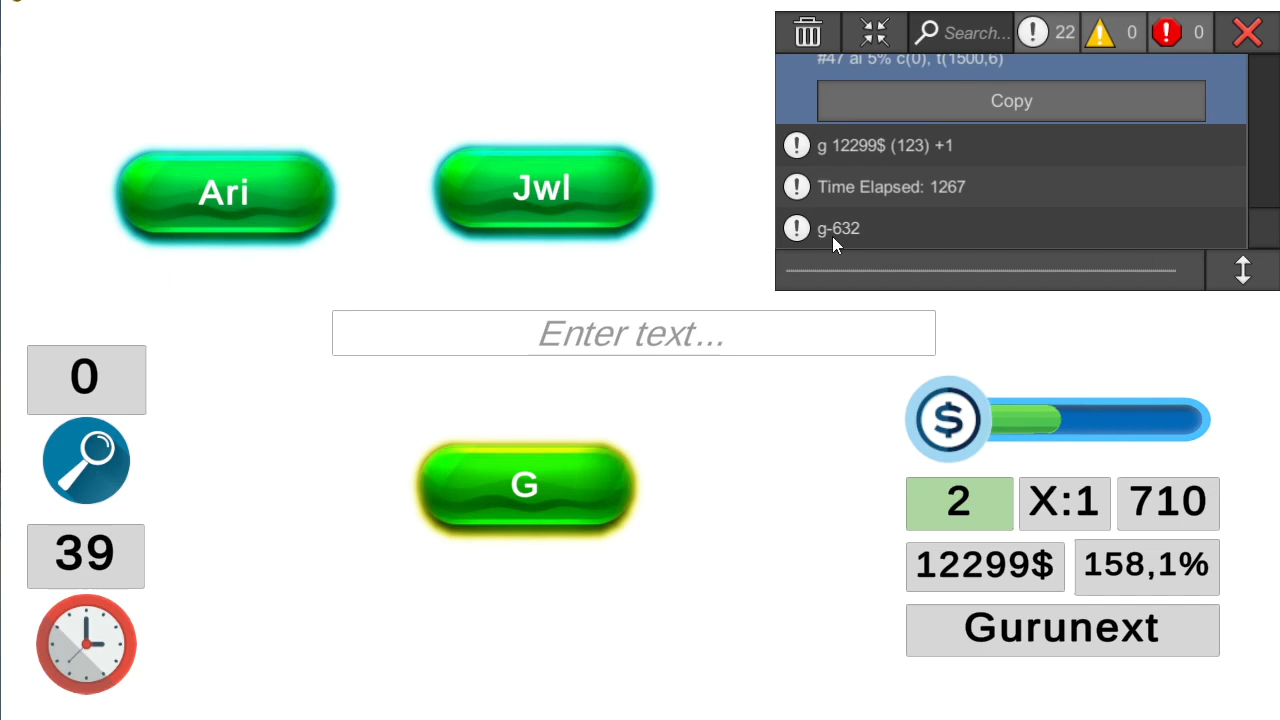 Search...
22
0
0
#47 al 5% c(0), t(1500,6)
Copy
g 12299$ (123) +1
Time Elapsed: 1267
g-632
Ari
Jwl
Enter text...
0
39
G
$
2
X:1
710
12299$
158,1%
Gurunext